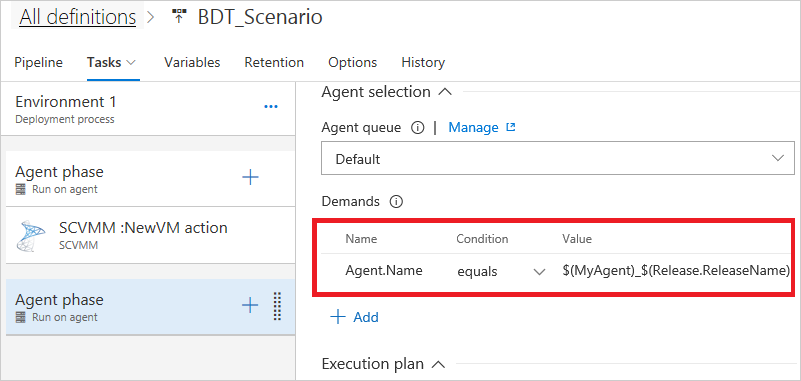 All definitions > BDT_Scenario
Pipeline Tasks Variables Retention Options History
Environment 1
Deployment process
Agent phase
Run on agent
SCVMM :NewVM action
SCVMM
Agent phase
Run on agent
Agent selection
Agent queue | Manage
Default
Demands
Name Condition Value
Agent.Name equals $(MyAgent)_$(Release.ReleaseName)
+ Add
Execution plan